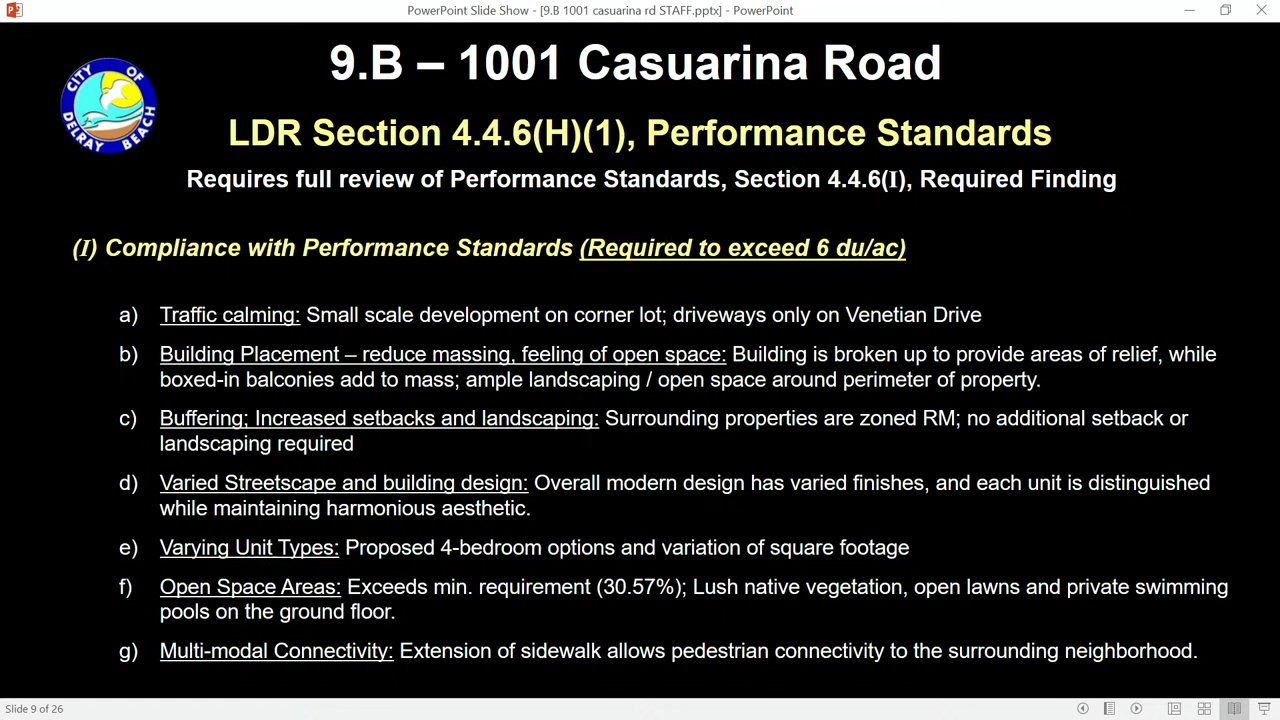 PowerPoint Slide Show - [9.B 1001 casuarina rd STAFF.pptx] - PowerPoint
CITY OF
DELRAY BEACH
9.B – 1001 Casuarina Road
LDR Section 4.4.6(H)(1), Performance Standards
Requires full review of Performance Standards, Section 4.4.6(I), Required Finding
(I) Compliance with Performance Standards (Required to exceed 6 du/ac)
a) Traffic calming: Small scale development on corner lot; driveways only on Venetian Drive
b) Building Placement – reduce massing, feeling of open space: Building is broken up to provide areas of relief, while
boxed-in balconies add to mass; ample landscaping / open space around perimeter of property.
c) Buffering; Increased setbacks and landscaping: Surrounding properties are zoned RM; no additional setback or
landscaping required
d) Varied Streetscape and building design: Overall modern design has varied finishes, and each unit is distinguished
while maintaining harmonious aesthetic.
e) Varying Unit Types: Proposed 4-bedroom options and variation of square footage
f) Open Space Areas: Exceeds min. requirement (30.57%); Lush native vegetation, open lawns and private swimming
pools on the ground floor.
g) Multi-modal Connectivity: Extension of sidewalk allows pedestrian connectivity to the surrounding neighborhood.
Slide 9 of 26